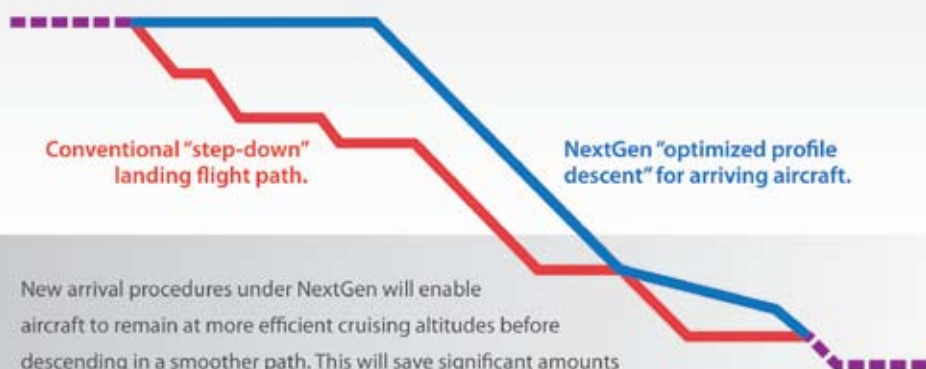 Conventional "step-down"
landing flight path.
NextGen "optimized profile
descent" for arriving aircraft.
New arrival procedures under NextGen will enable
aircraft to remain at more efficient cruising altitudes before
descending in a smoother path. This will save significant amounts